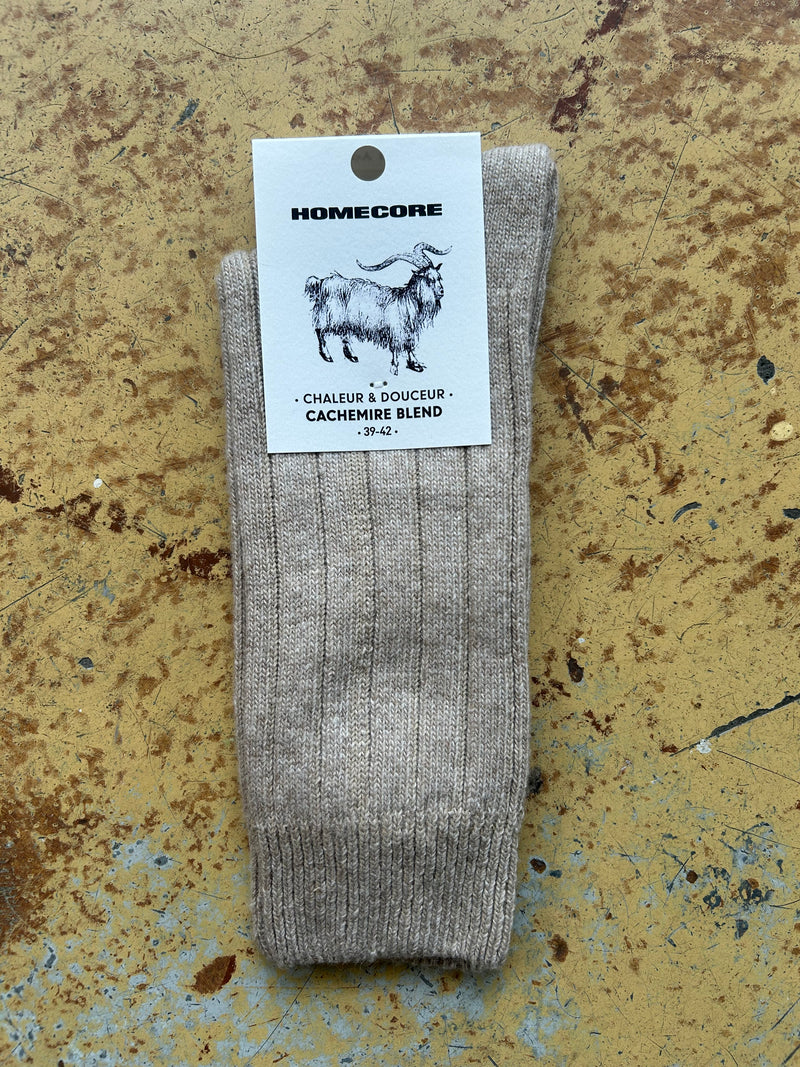 HOMECORE
• CHALEUR & DOUCEUR •
CACHEMIRE BLEND
• 39-42 •